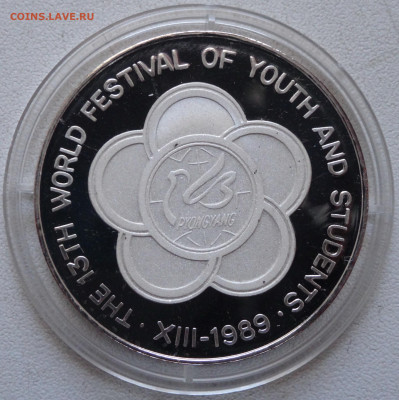 COINS.LAVE.RU
THE 13TH WORLD FESTIVAL OF YOUTH AND STUDENTS ·
XIII-1989 ·
PYONGYANG